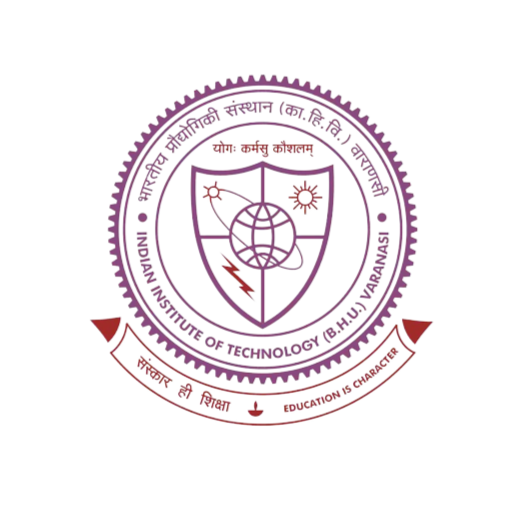 भारतीय प्रौद्योगिकी संस्थान (का.हि.वि.) वाराणसी
योगः कर्मसु कौशलम्
INDIAN INSTITUTE OF TECHNOLOGY (B.H.U.) VARANASI
संस्कार ही शिक्षा
EDUCATION IS CHARACTER